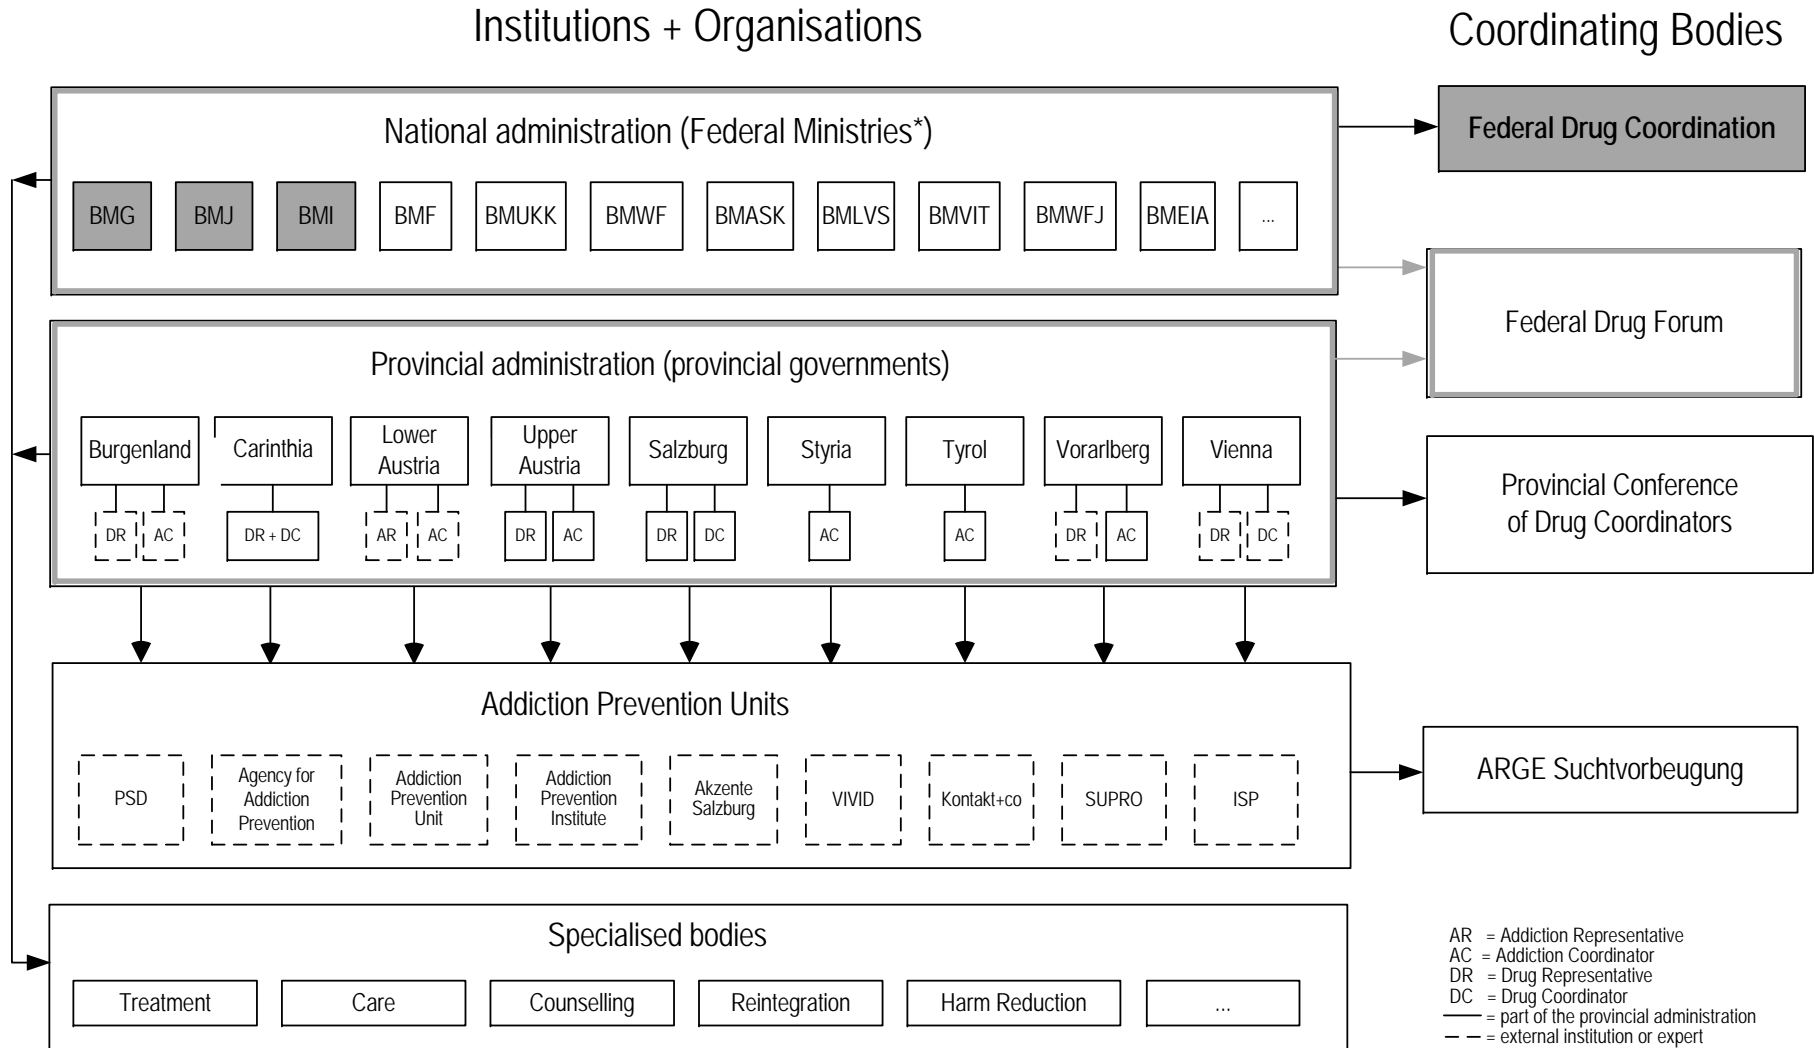 Institutions + Organisations
Coordinating Bodies
National administration (Federal Ministries*)
BMG
BMJ
BMI
BMF
BMUKK
BMWF
BMASK
BMLVS
BMVIT
BMWFJ
BMEIA
...
Federal Drug Coordination
Federal Drug Forum
Provincial administration (provincial governments)
Burgenland
Carinthia
Lower
Austria
Upper
Austria
Salzburg
Styria
Tyrol
Vorarlberg
Vienna
DR
AC
DR + DC
AR
AC
DR
AC
DR
DC
AC
AC
DR
AC
DR
DC
Provincial Conference
of Drug Coordinators
Addiction Prevention Units
PSD
Agency for
Addiction
Prevention
Addiction
Prevention
Unit
Addiction
Prevention
Institute
Akzente
Salzburg
VIVID
Kontakt+co
SUPRO
ISP
ARGE Suchtvorbeugung
Specialised bodies
Treatment
Care
Counselling
Reintegration
Harm Reduction
...
AR = Addiction Representative
AC = Addiction Coordinator
DR = Drug Representative
DC = Drug Coordinator
= part of the provincial administration
= external institution or expert